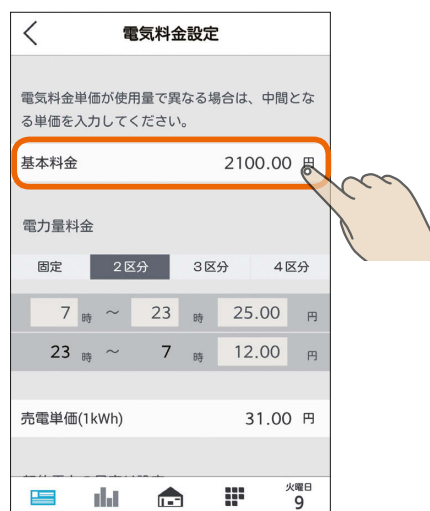 電気料金設定
電気料金単価が使用量で異なる場合は、中間とな
る単価を入力してください。
基本料金 2100.00 円
電力量料金
固定 2区分 3区分 4区分
7 時 ～ 23 時 25.00 円
23 時 ～ 7 時 12.00 円
売電単価(1kWh) 31.00 円
火曜日
9